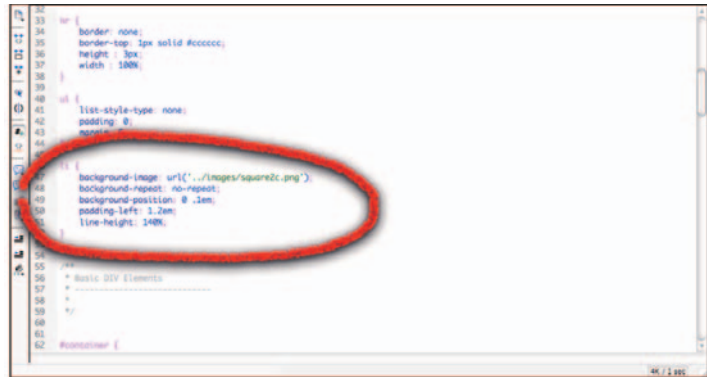 32
33 hr {
34 border: none;
35 border-top: 1px solid #cccccc;
36 height : 3px;
37 width : 100%;
38 }
39
40 ul {
41 list-style-type: none;
42 padding: 0;
43
li {
47 background-image: url('../images/square2c.png');
48 background-repeat: no-repeat;
49 background-position: 0 .1em;
50 padding-left: 1.2em;
51 line-height: 140%;
}
54
55 /**
56 * Basic DIV Elements
57 * ----------------------------
58 *
59 */
60
61
62 #container {
4K / 1 sec